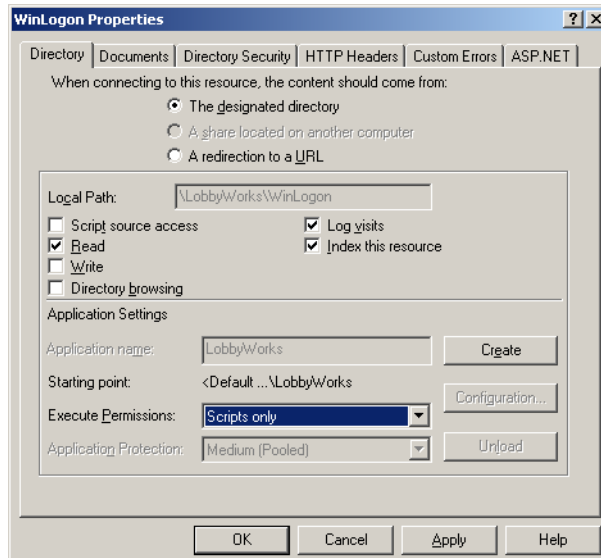 WinLogon Properties
Directory Documents Directory Security HTTP Headers Custom Errors ASP.NET
When connecting to this resource, the content should come from:
The designated directory
A share located on another computer
A redirection to a URL
Local Path: \LobbyWorks\WinLogon
Script source access Log visits
Read Index this resource
Write
Directory browsing
Application Settings
Application name: LobbyWorks Create
Starting point: <Default ...\LobbyWorks
Configuration...
Execute Permissions: Scripts only
Application Protection: Medium (Pooled) Unload
OK Cancel Apply Help